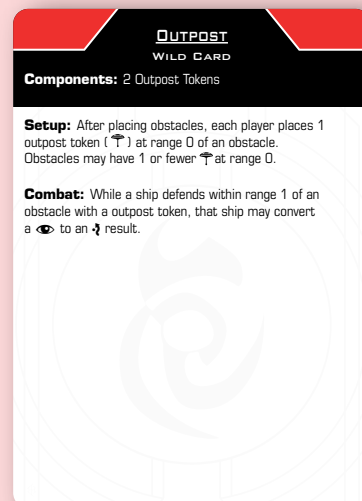 OUTPOST
WILD CARD
Components: 2 Outpost Tokens
Setup: After placing obstacles, each player places 1
outpost token ( ) at range 0 of an obstacle.
Obstacles may have 1 or fewer at range 0.
Combat: While a ship defends within range 1 of an
obstacle with a outpost token, that ship may convert
a to an result.